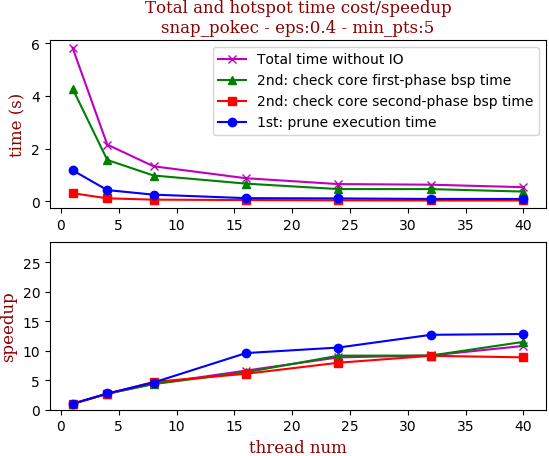 Total and hotspot time cost/speedup
snap_pokec - eps:0.4 - min_pts:5
time (s)
6
4
2
0
Total time without IO
2nd: check core first-phase bsp time
2nd: check core second-phase bsp time
1st: prune execution time
0 5 10 15 20 25 30 35 40
speedup
25
20
15
10
5
0
0 5 10 15 20 25 30 35 40
thread num